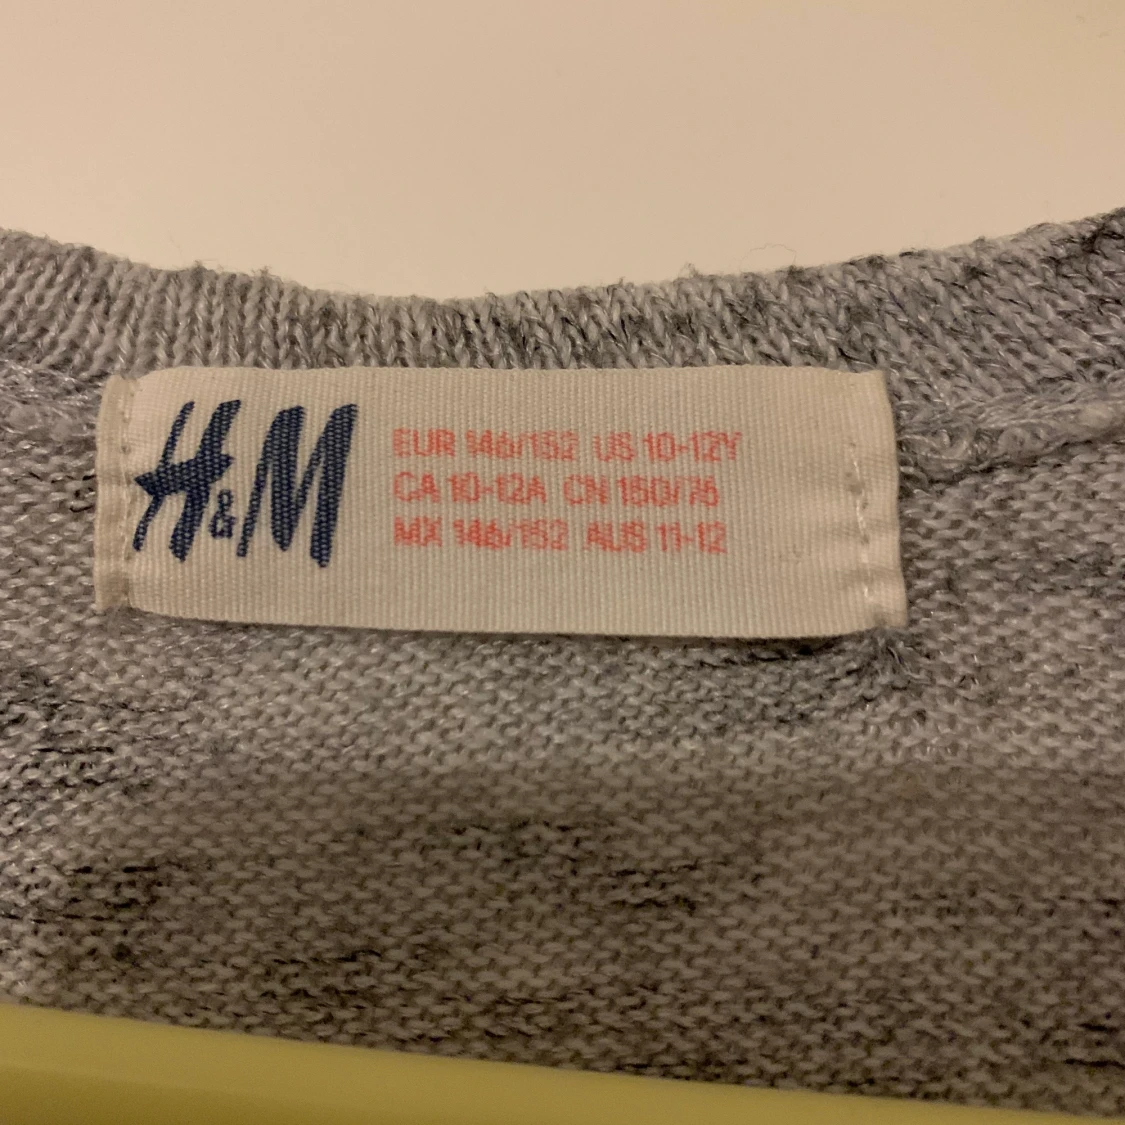 H&M
EUR 146/152 US 10-12Y
CA 10-12A CN 150/76
MX 146/152 AUS 11-12